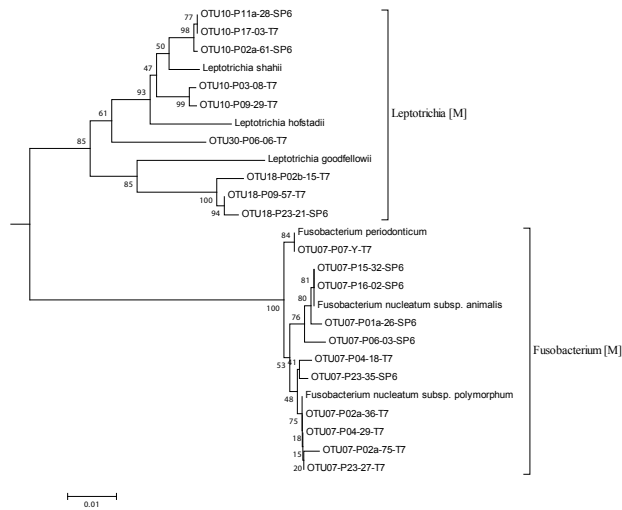 OTU10-P11a-28-SP6
77
OTU10-P17-03-T7
98
OTU10-P02a-61-SP6
50
Leptotrichia shahii
47
OTU10-P03-08-T7
93
99
OTU10-P09-29-T7
Leptotrichia [M]
61
Leptotrichia hofstadii
OTU30-P06-06-T7
85
Leptotrichia goodfellowii
85
OTU18-P02b-15-T7
100
OTU18-P09-57-T7
94
OTU18-P23-21-SP6
84
Fusobacterium periodonticum
OTU07-P07-Y-T7
OTU07-P15-32-SP6
81
OTU07-P16-02-SP6
80
Fusobacterium nucleatum subsp. animalis
100
76
OTU07-P01a-26-SP6
OTU07-P06-03-SP6
Fusobacterium [M]
53
41
OTU07-P04-18-T7
OTU07-P23-35-SP6
48
Fusobacterium nucleatum subsp. polymorphum
OTU07-P02a-36-T7
75
OTU07-P04-29-T7
18
OTU07-P02a-75-T7
15
20
OTU07-P23-27-T7
0.01